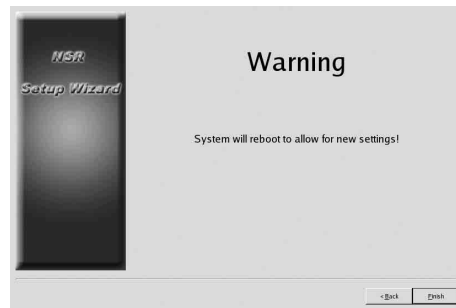 NSR
Setup Wizard
Warning
System will reboot to allow for new settings!
<Back
Finish